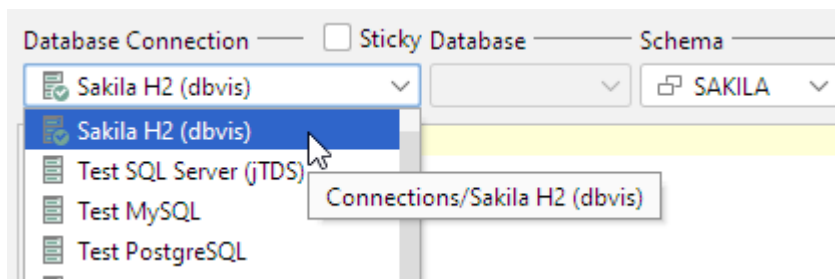 Database Connection Sticky Database Schema
Sakila H2 (dbvis) SAKILA
Sakila H2 (dbvis)
Test SQL Server (jTDS)
Connections/Sakila H2 (dbvis)
Test MySQL
Test PostgreSQL